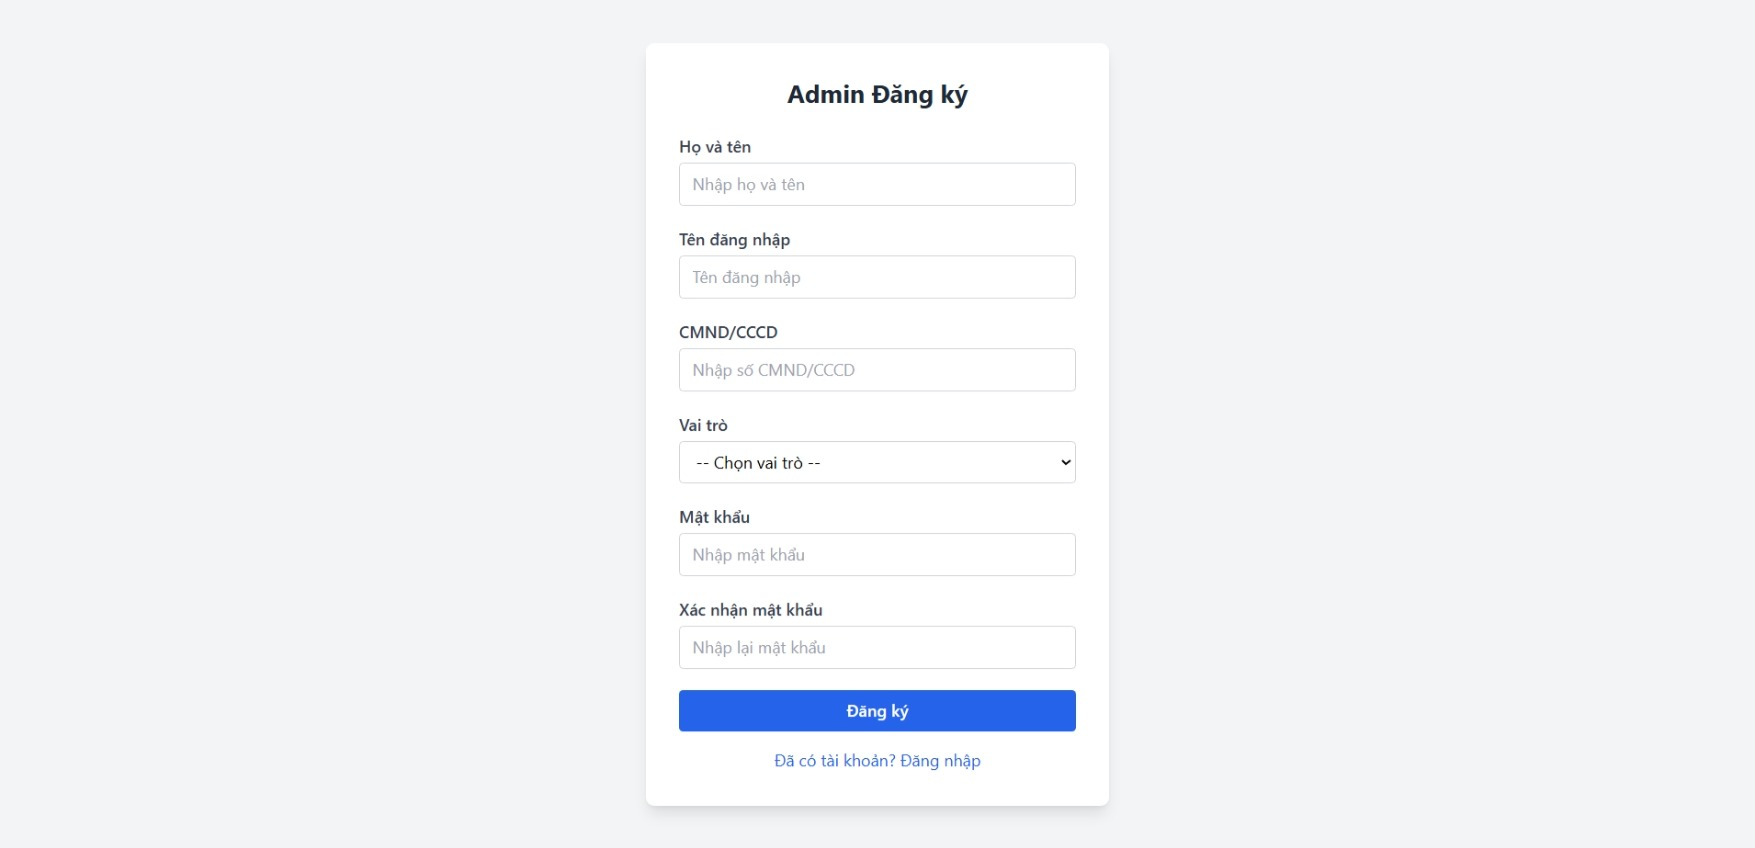 Admin Đăng ký
Họ và tên
Nhập họ và tên
Tên đăng nhập
Tên đăng nhập
CMND/CCCD
Nhập số CMND/CCCD
Vai trò
-- Chọn vai trò --
Mật khẩu
Nhập mật khẩu
Xác nhận mật khẩu
Nhập lại mật khẩu
Đăng ký
Đã có tài khoản? Đăng nhập